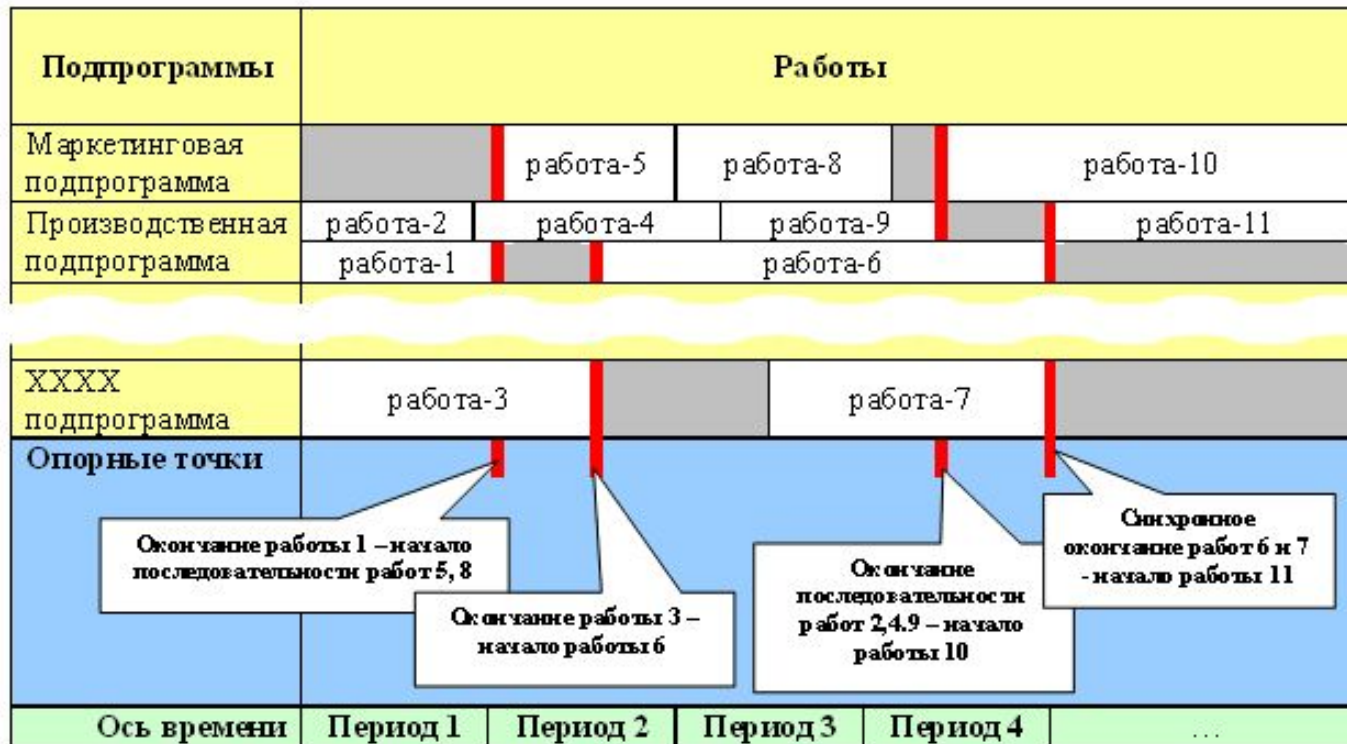 Подпрограммы
Работы
Маркетинговая
подпрограмма
работа-5
работа-8
работа-10
Производственная
подпрограмма
работа-2
работа-4
работа-9
работа-11
работа-1
работа-6
ХХХХ
подпрограмма
работа-3
работа-7
Опорные точки
Окончание работы 1 – начало
последовательности работ 5, 8
Окончание работы 3 –
начало работы 6
Окончание
последовательности
работ 2,4.9 – начало
работы 10
Синхронное
окончание работ 6 и 7
- начало работы 11
Ось времени
Период 1
Период 2
Период 3
Период 4
...